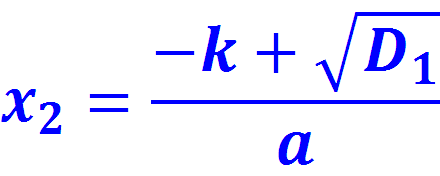 x₂ = (−k + √D₁) / a